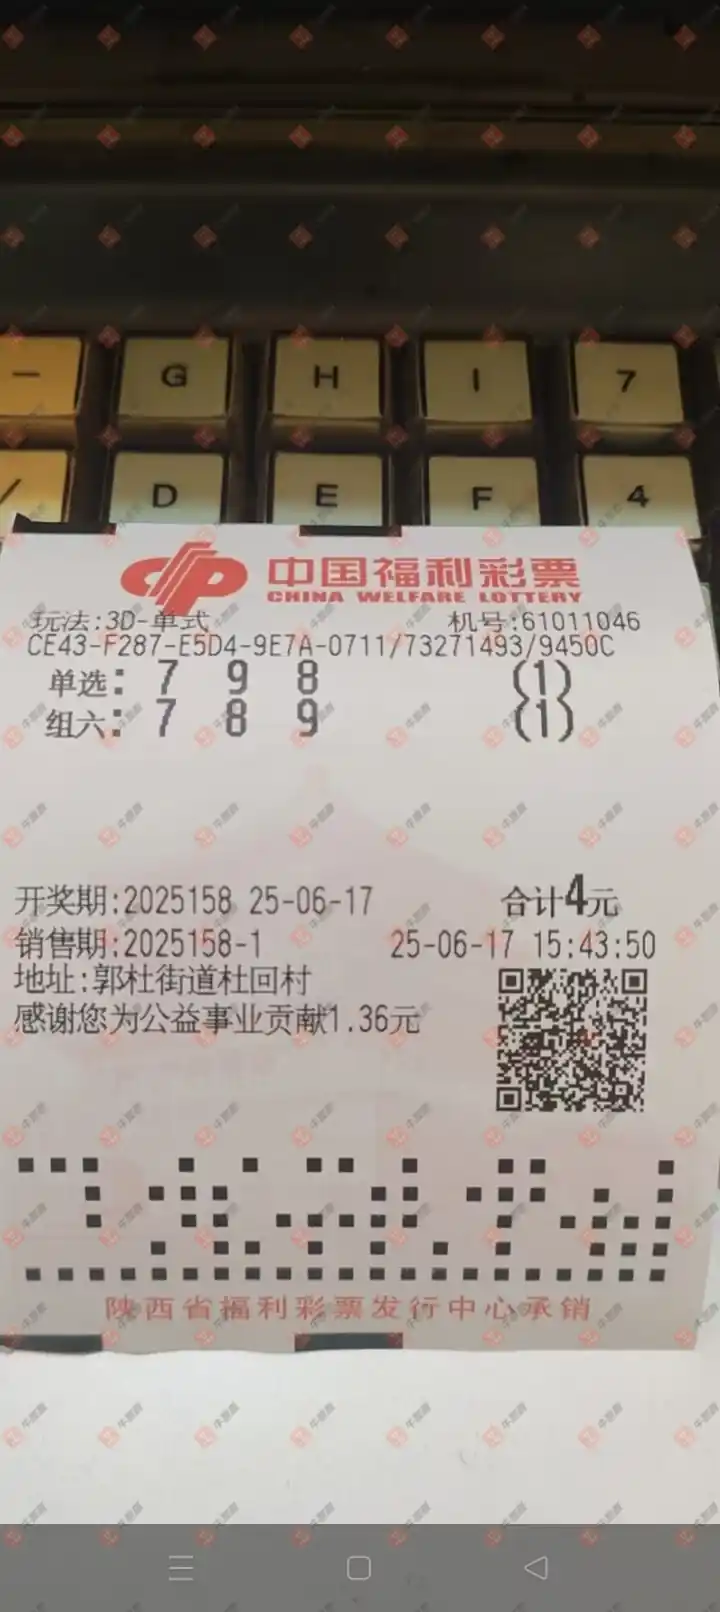 — G H I 7
/ D E F 4
中国福利彩票
CHINA WELFARE LOTTERY
玩法:3D-单式 机号:61011046
CE43-F287-E5D4-9E7A-0711/73271493/9450C
单选: 7 9 8 (1)
组六: 7 8 9 (1)
开奖期:2025158 25-06-17 合计4元
销售期:2025158-1 25-06-17 15:43:50
地址:郭杜街道杜回村
感谢您为公益事业贡献1.36元
陕西省福利彩票发行中心承销